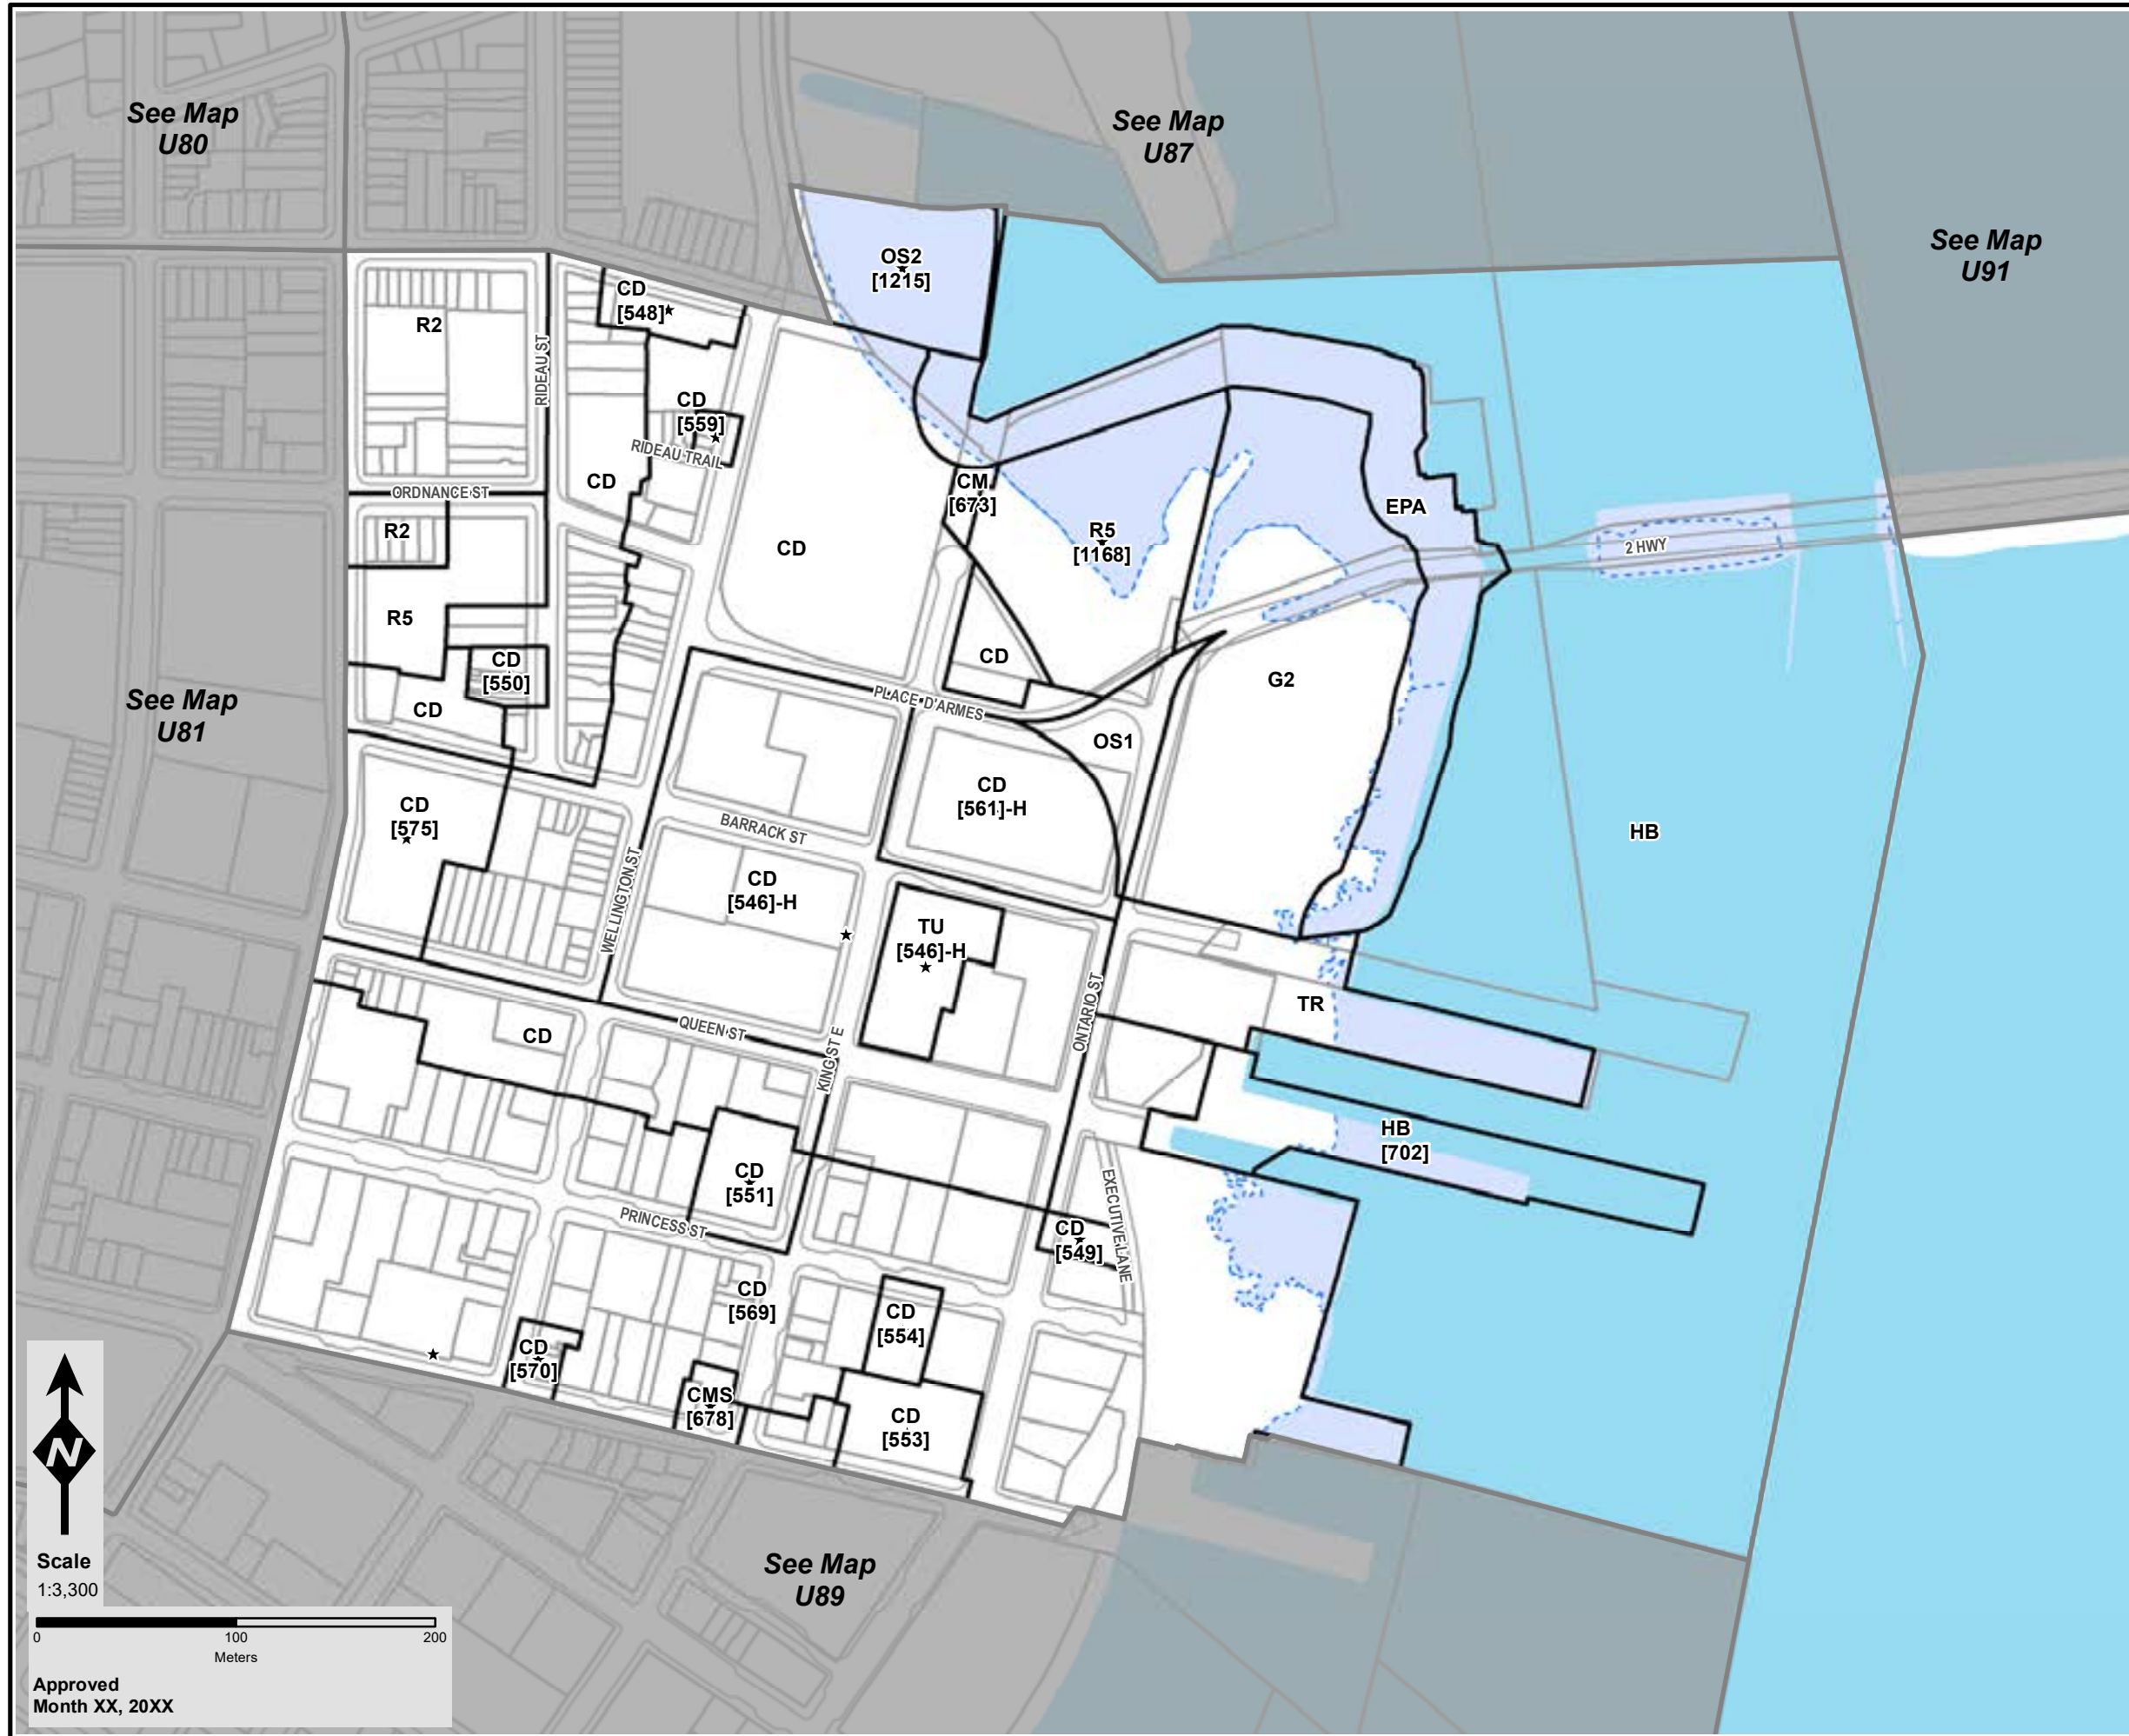 See Map
U80
See Map
U87
See Map
U91
OS2
[1215]
CD
[548]
R2
RIDEAU ST
CD
[559]
RIDEAU TRAIL
CD
ORDNANCE ST
CM
[673]
EPA
R2
R5
[1168]
CD
2 HWY
R5
CD
[550]
CD
G2
See Map
U81
CD
PLACE D'ARMES
OS1
CD
[561]-H
CD
[575]
BARRACK ST
HB
WELLINGTON ST
CD
[546]-H
TU
[546]-H
ONTARIO ST
TR
QUEEN ST
CD
KING ST E
HB
[702]
CD
[551]
EXECUTIVE LANE
PRINCESS ST
CD
[549]
CD
[569]
CD
[554]
CD
[570]
CMS
[678]
CD
[553]
N
See Map
U89
Scale
1:3,300
0 100 200
Meters
Approved
Month XX, 20XX